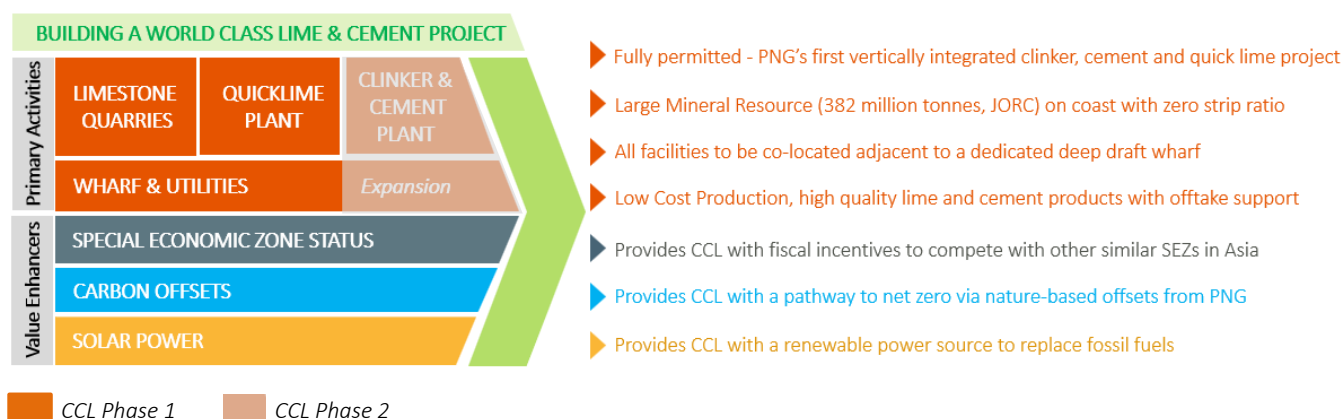 BUILDING A WORLD CLASS LIME & CEMENT PROJECT
Primary Activities
LIMESTONE
QUARRIES
QUICKLIME
PLANT
CLINKER &
CEMENT
PLANT
WHARF & UTILITIES
Expansion
Value Enhancers
SPECIAL ECONOMIC ZONE STATUS
CARBON OFFSETS
SOLAR POWER
Fully permitted - PNG's first vertically integrated clinker, cement and quick lime project
Large Mineral Resource (382 million tonnes, JORC) on coast with zero strip ratio
All facilities to be co-located adjacent to a dedicated deep draft wharf
Low Cost Production, high quality lime and cement products with offtake support
Provides CCL with fiscal incentives to compete with other similar SEZs in Asia
Provides CCL with a pathway to net zero via nature-based offsets from PNG
Provides CCL with a renewable power source to replace fossil fuels
CCL Phase 1
CCL Phase 2